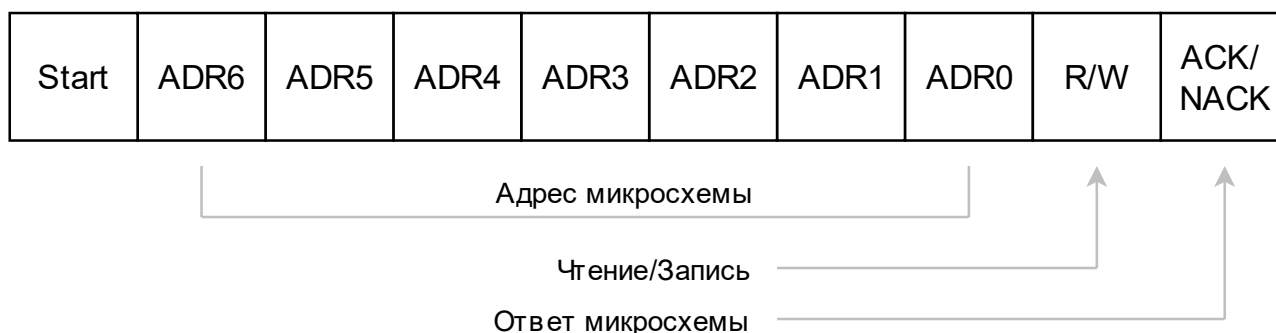 Start ADR6 ADR5 ADR4 ADR3 ADR2 ADR1 ADR0 R/W ACK/
NACK
Адрес микросхемы
Чтение/Запись
Ответ микросхемы